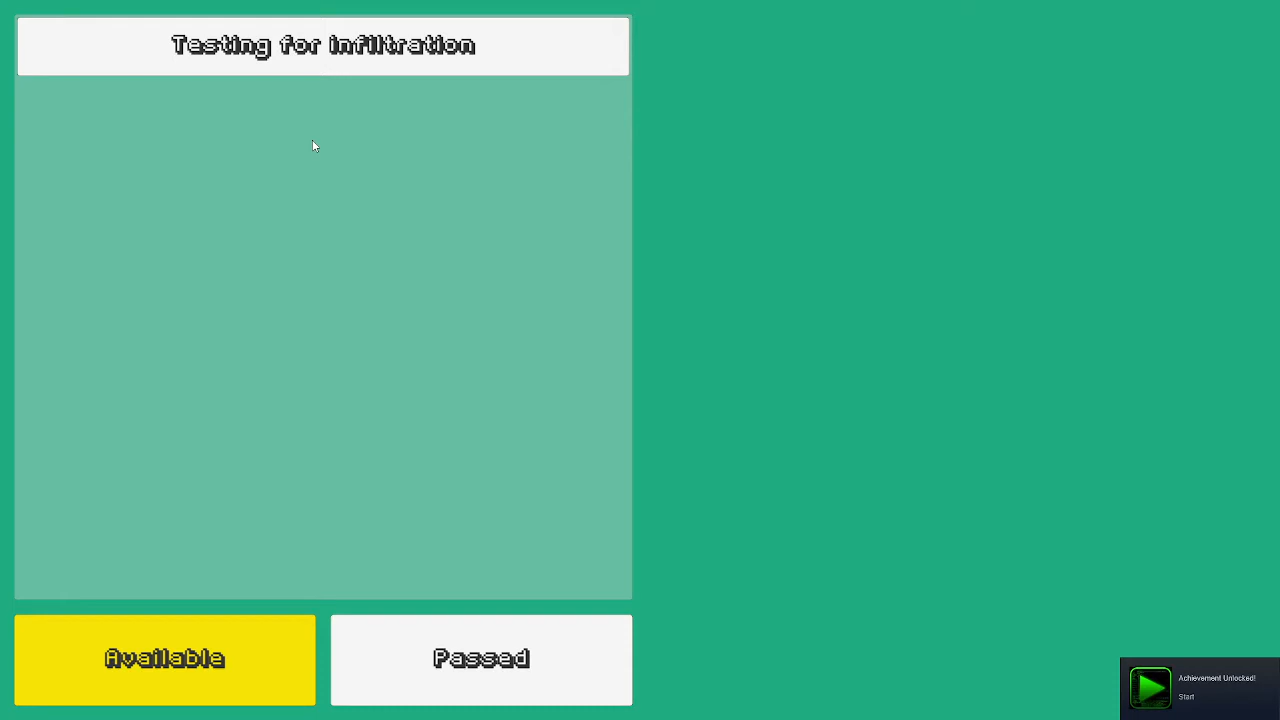 Testing for infiltration
Available
Passed
Achievement Unlocked!
Start